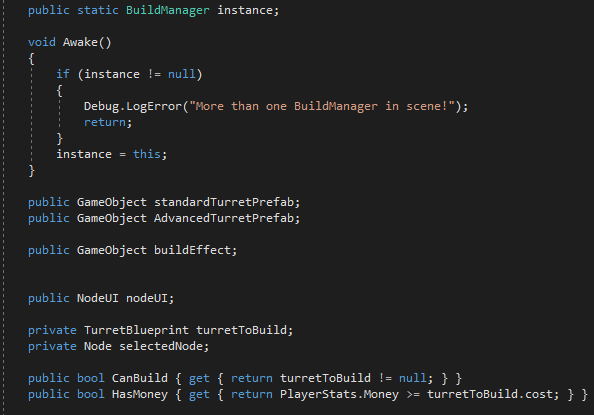 public static BuildManager instance;
void Awake()
{
if (instance != null)
{
Debug.LogError("More than one BuildManager in scene!");
return;
}
instance = this;
}
public GameObject standardTurretPrefab;
public GameObject AdvancedTurretPrefab;
public GameObject buildEffect;
public NodeUI nodeUI;
private TurretBlueprint turretToBuild;
private Node selectedNode;
public bool CanBuild { get { return turretToBuild != null; } }
public bool HasMoney { get { return PlayerStats.Money >= turretToBuild.cost; } }